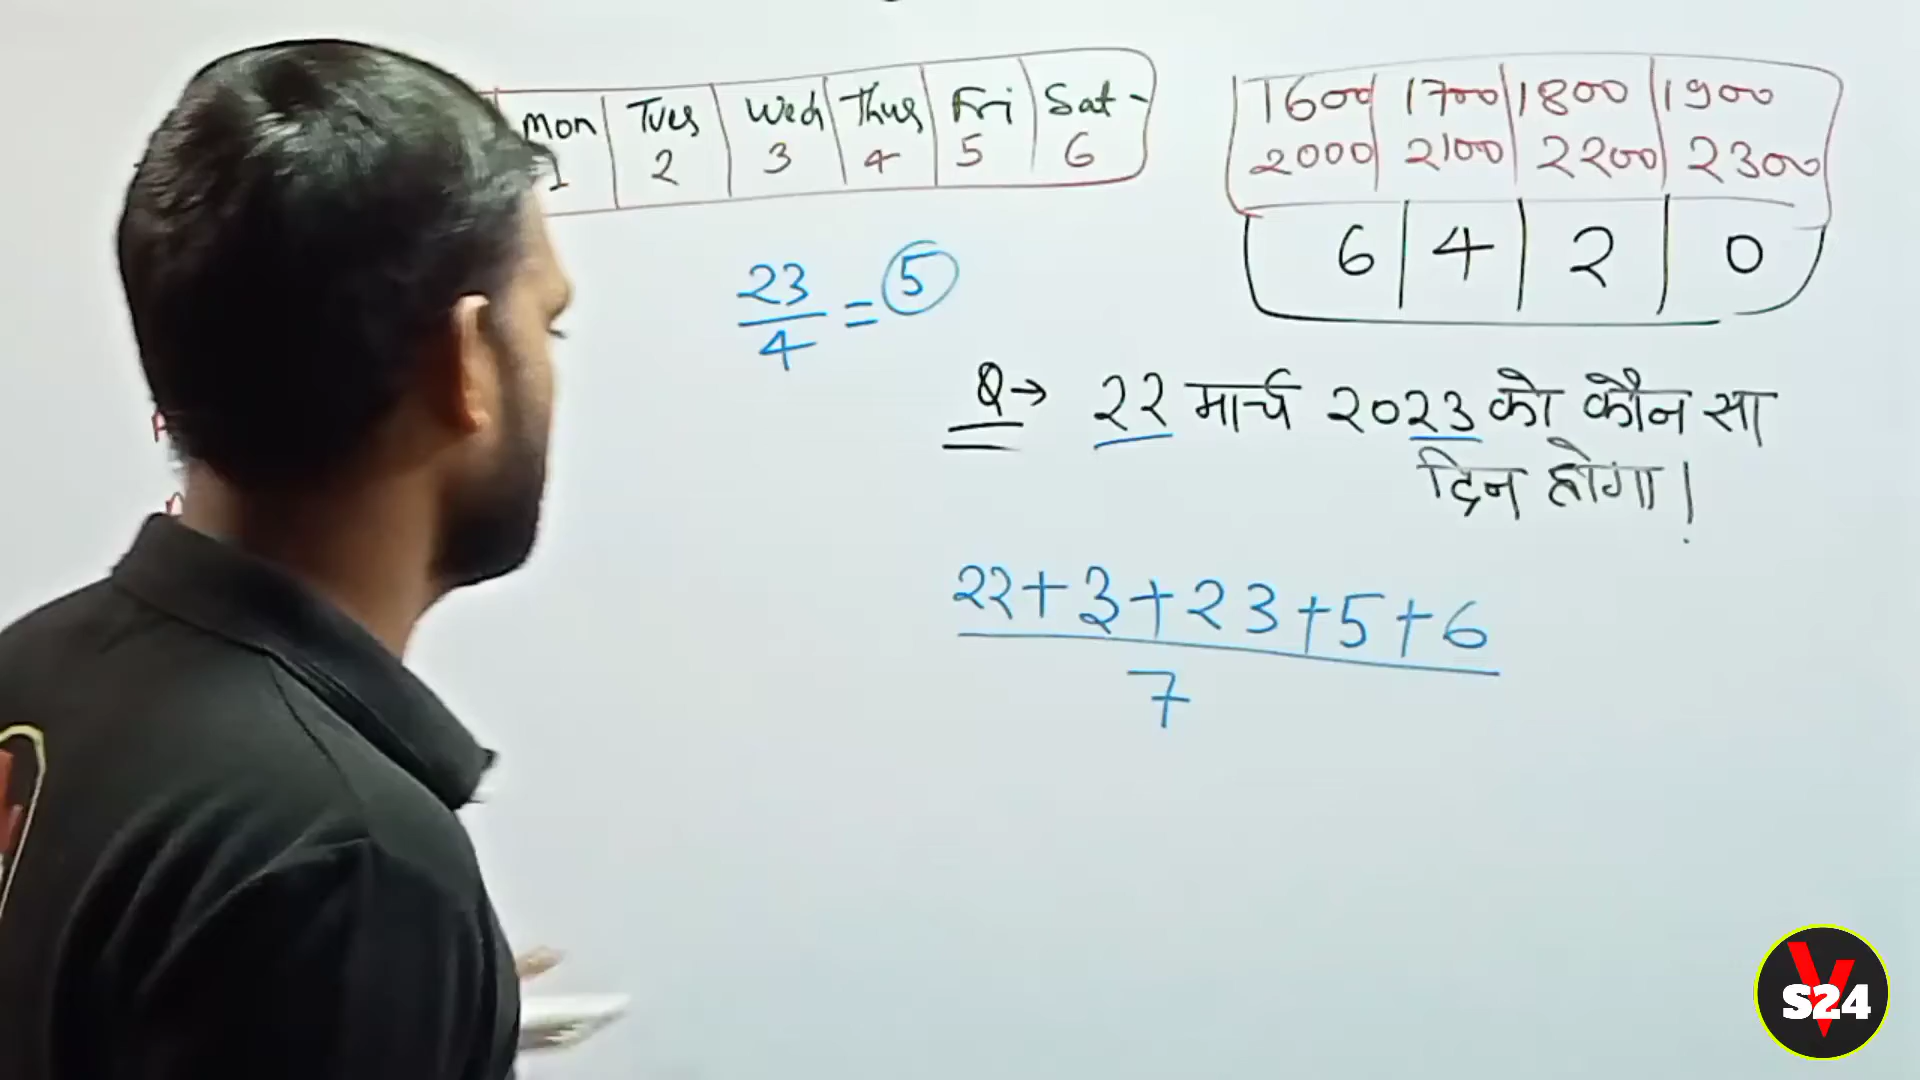 Mon Tues Wed Thus Fri Sat
1 2 3 4 5 6
1600 1700 1800 1900
2000 2100 2200 2300
6 4 2 0
23/4 = 5
Q→ 22 मार्च 2023 को कौन सा
दिन होगा!
22+3+23+5+6
7
S24